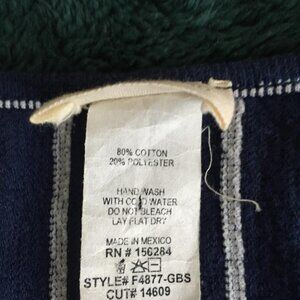 80% COTTON
20% POLYESTER
HAND WASH
WITH COLD WATER
DO NOT BLEACH
LAY FLAT DRY
MADE IN MEXICO
RN # 156284
STYLE# F4877-GBS
CUT# 14609